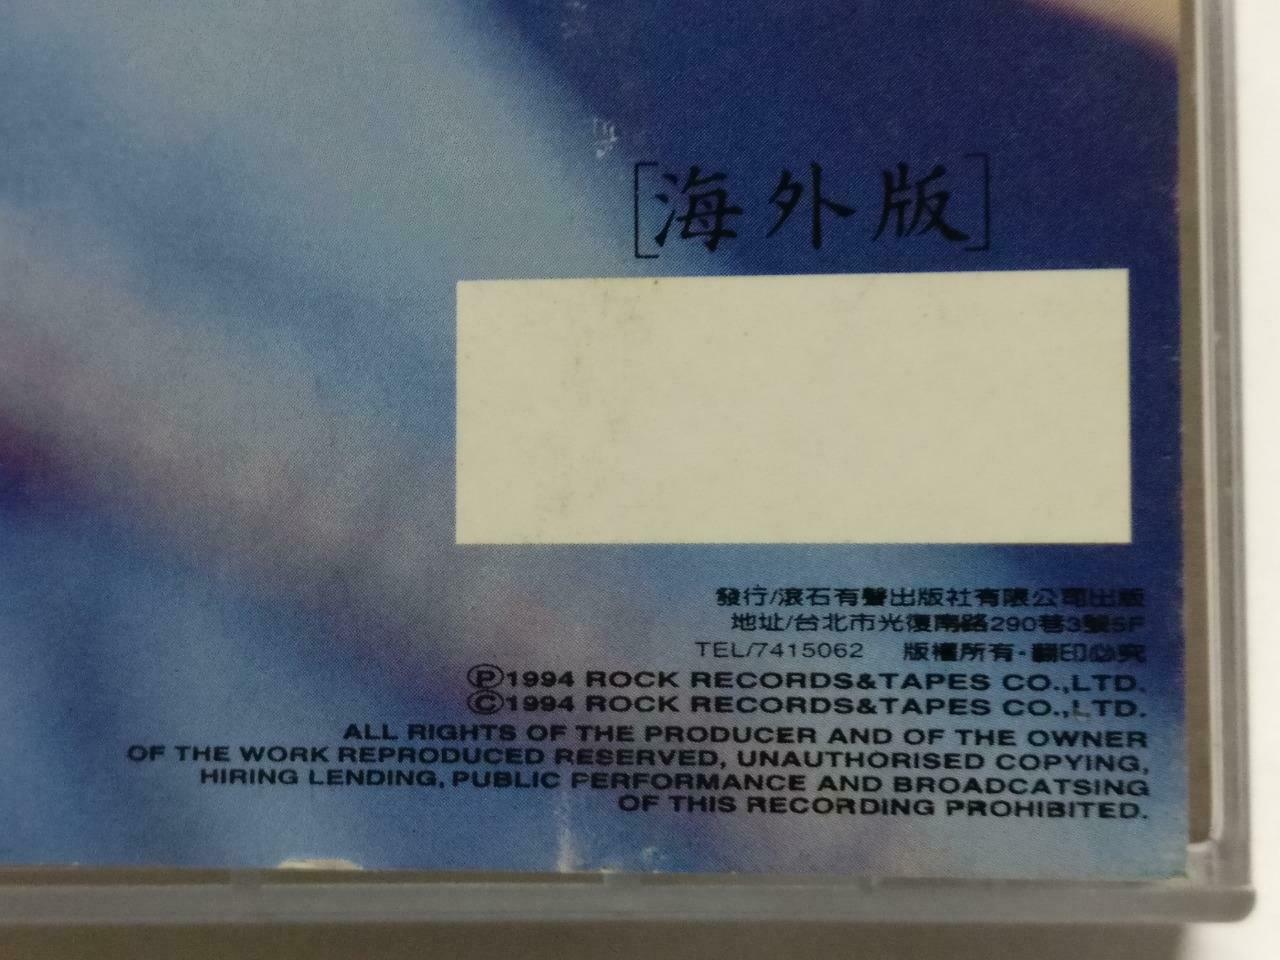 [海外版]
發行/滾石有聲出版社有限公司出版
地址/台北市光復南路290巷3號5F
TEL/7415062 版權所有·翻印必究
Ⓟ1994 ROCK RECORDS&TAPES CO.,LTD.
Ⓒ1994 ROCK RECORDS&TAPES CO.,LTD.
ALL RIGHTS OF THE PRODUCER AND OF THE OWNER
OF THE WORK REPRODUCED RESERVED, UNAUTHORISED COPYING,
HIRING LENDING, PUBLIC PERFORMANCE AND BROADCATSING
OF THIS RECORDING PROHIBITED.